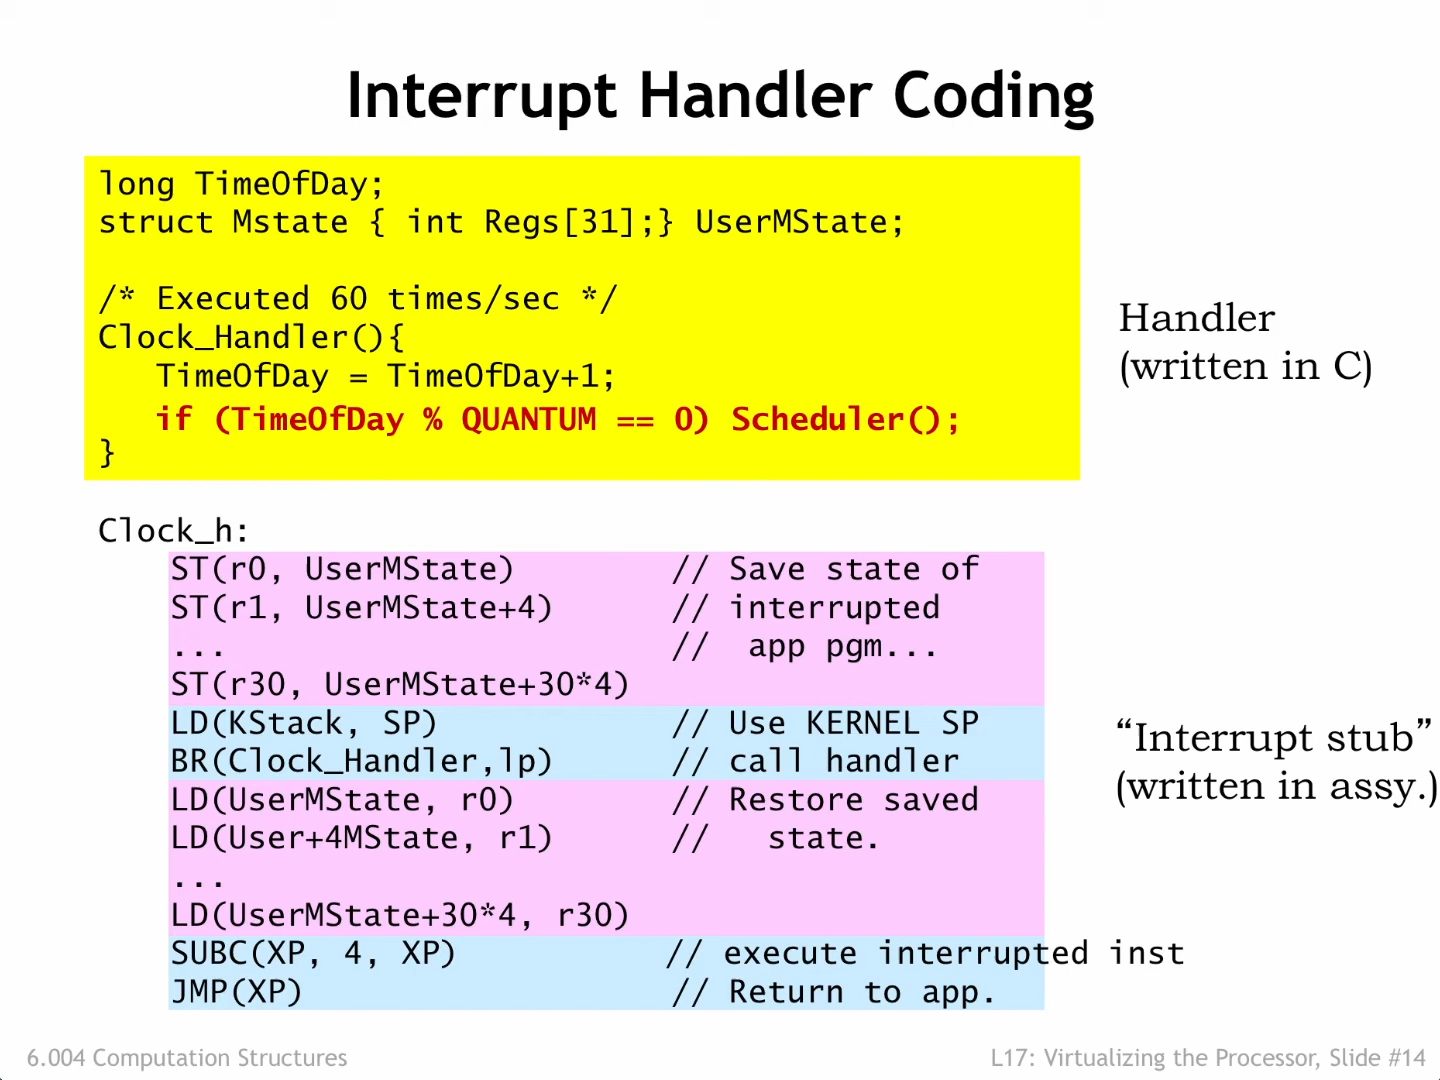 Interrupt Handler Coding
long TimeOfDay;
struct Mstate { int Regs[31];} UserMState;
/* Executed 60 times/sec */
Clock_Handler(){
TimeOfDay = TimeOfDay+1;
if (TimeOfDay % QUANTUM == 0) Scheduler();
}
Handler
(written in C)
Clock_h:
ST(r0, UserMState) // Save state of
ST(r1, UserMState+4) // interrupted
... // app pgm...
ST(r30, UserMState+30*4)
LD(KStack, SP) // Use KERNEL SP
BR(Clock_Handler,lp) // call handler
LD(UserMState, r0) // Restore saved
LD(User+4MState, r1) // state.
...
LD(UserMState+30*4, r30)
SUBC(XP, 4, XP) // execute interrupted inst
JMP(XP) // Return to app.
“Interrupt stub”
(written in assy.)
6.004 Computation Structures
L17: Virtualizing the Processor, Slide #14